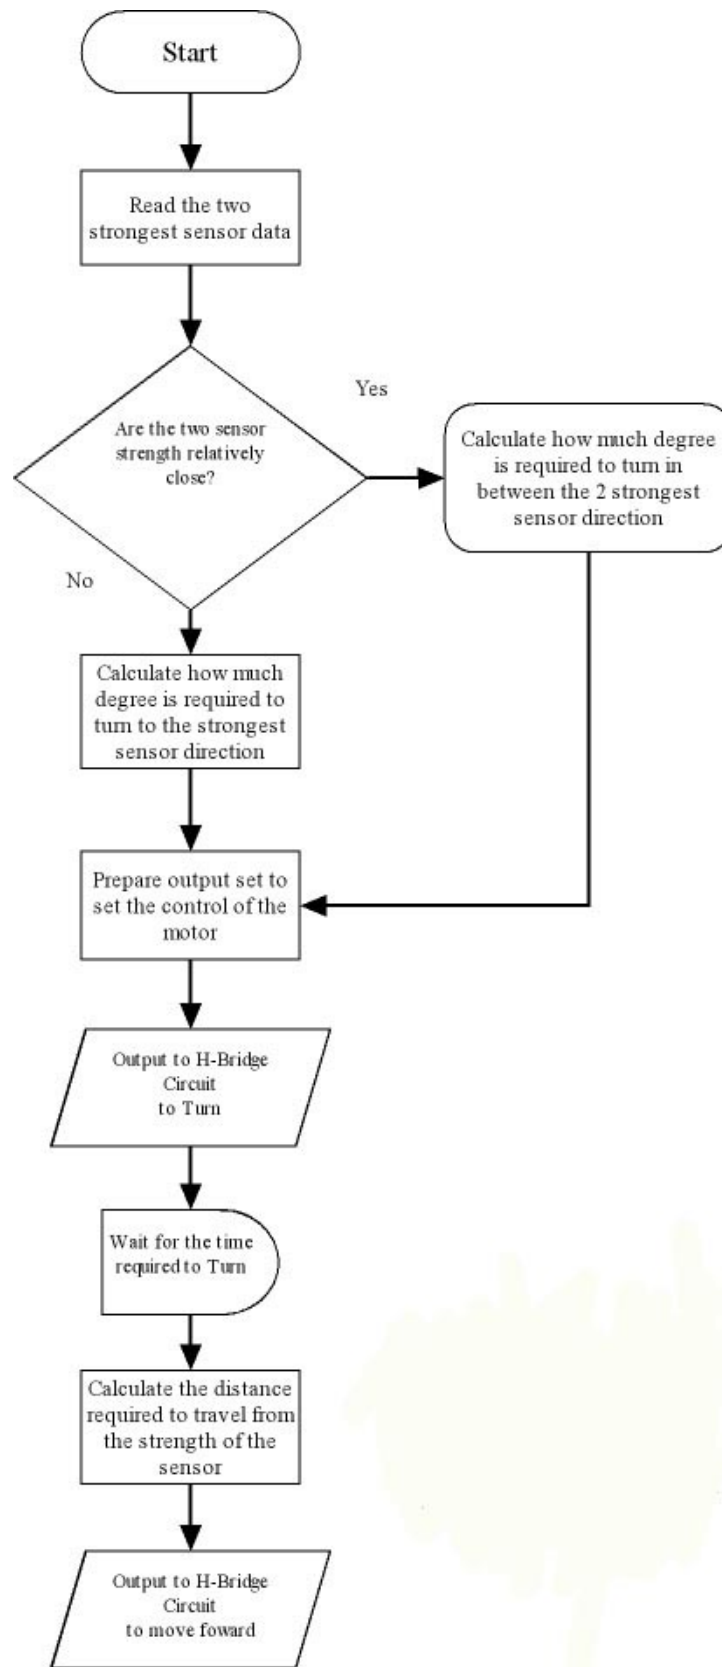 Start
Read the two
strongest sensor data
Are the two sensor
strength relatively
close?
Yes
Calculate how much degree
is required to turn in
between the 2 strongest
sensor direction
No
Calculate how much
degree is required to
turn to the strongest
sensor direction
Prepare output set to
set the control of the
motor
Output to H-Bridge
Circuit
to Turn
Wait for the time
required to Turn
Calculate the distance
required to travel from
the strength of the
sensor
Output to H-Bridge
Circuit
to move foward